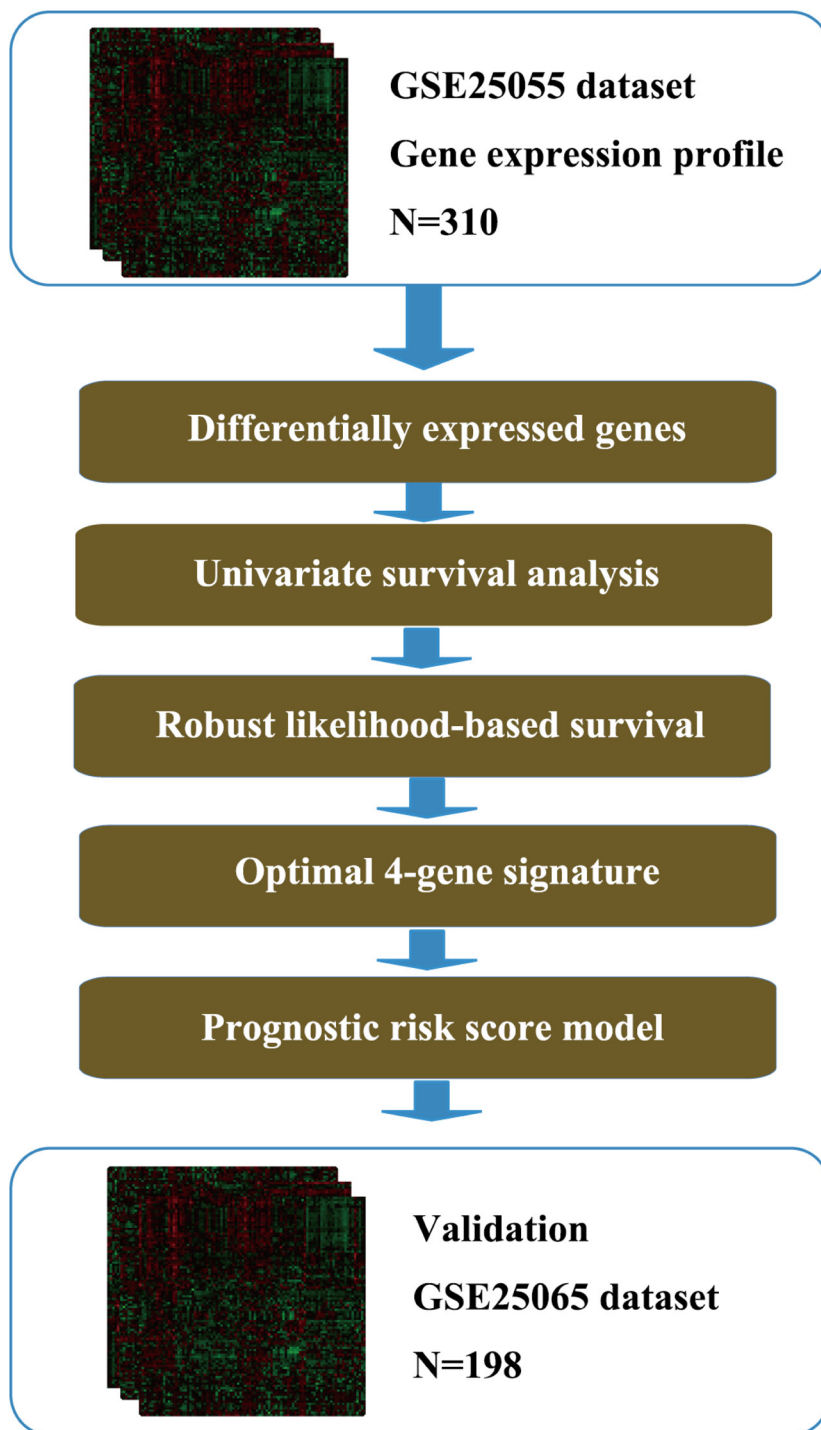 GSE25055 dataset
Gene expression profile
N=310
Differentially expressed genes
Univariate survival analysis
Robust likelihood-based survival
Optimal 4-gene signature
Prognostic risk score model
Validation
GSE25065 dataset
N=198